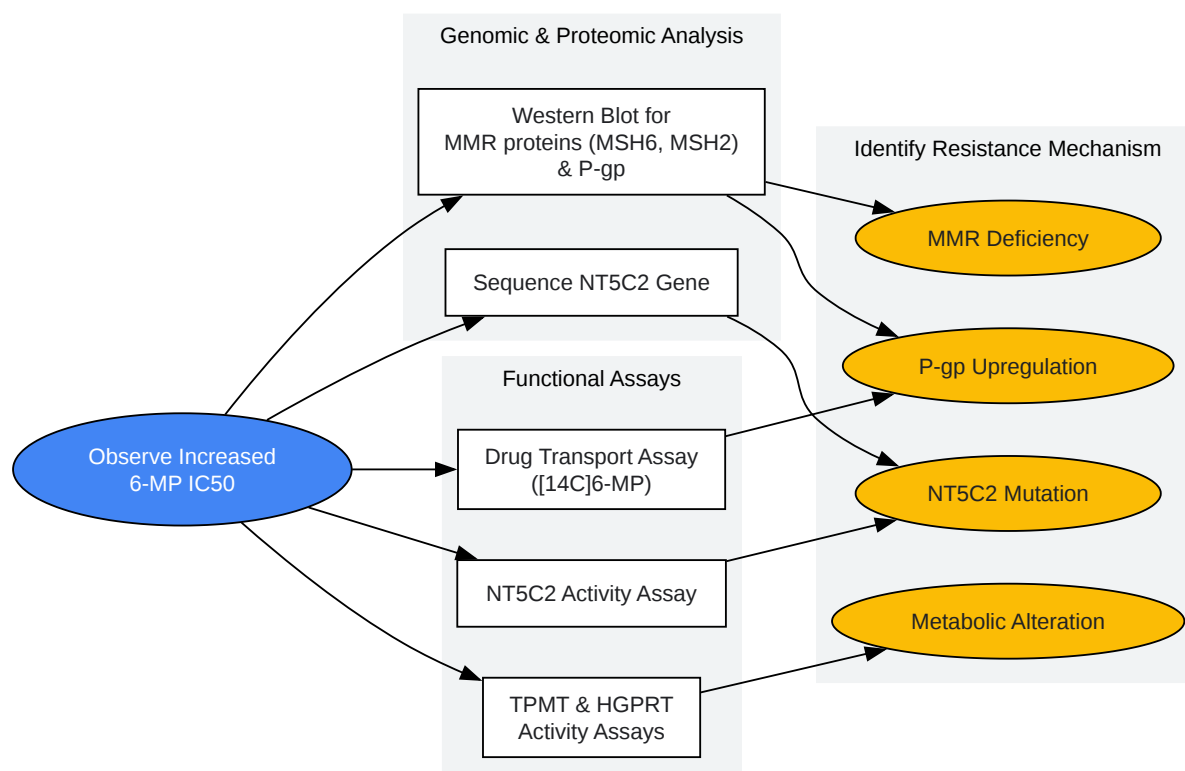 Genomic & Proteomic Analysis
Western Blot for
MMR proteins (MSH6, MSH2)
& P-gp
Sequence NT5C2 Gene
Functional Assays
Observe Increased
6-MP IC50
Drug Transport Assay
([14C]6-MP)
NT5C2 Activity Assay
TPMT & HGPRT
Activity Assays
Identify Resistance Mechanism
MMR Deficiency
P-gp Upregulation
NT5C2 Mutation
Metabolic Alteration